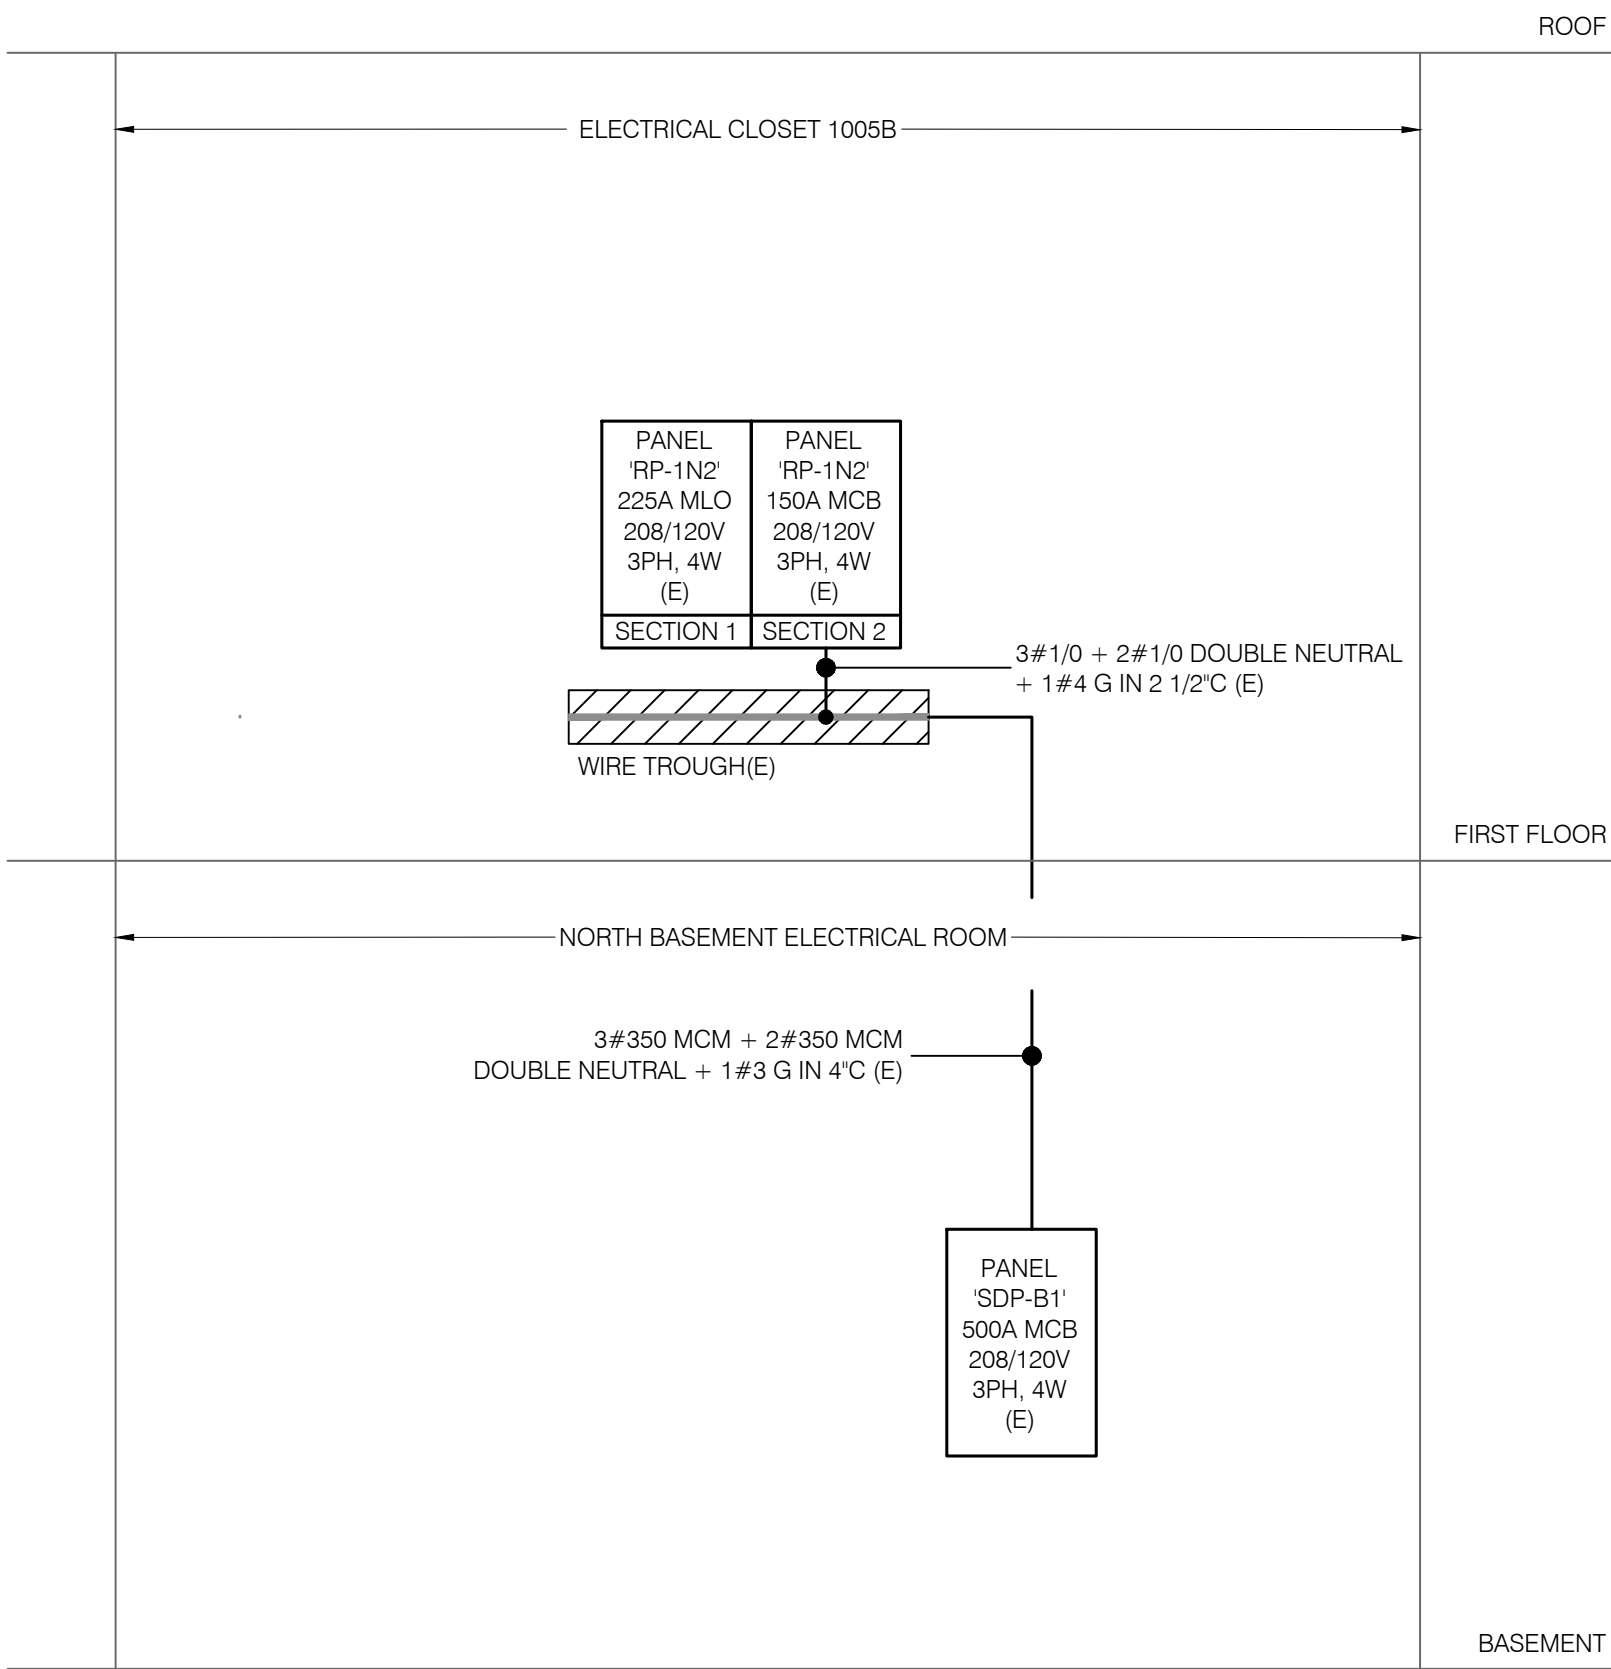 ROOF
ELECTRICAL CLOSET 1005B
PANEL
'RP-1N2'
225A MLO
208/120V
3PH, 4W
(E)
SECTION 1
PANEL
'RP-1N2'
150A MCB
208/120V
3PH, 4W
(E)
SECTION 2
3#1/0 + 2#1/0 DOUBLE NEUTRAL
+ 1#4 G IN 2 1/2"C (E)
WIRE TROUGH(E)
FIRST FLOOR
NORTH BASEMENT ELECTRICAL ROOM
3#350 MCM + 2#350 MCM
DOUBLE NEUTRAL + 1#3 G IN 4"C (E)
PANEL
'SDP-B1'
500A MCB
208/120V
3PH, 4W
(E)
BASEMENT